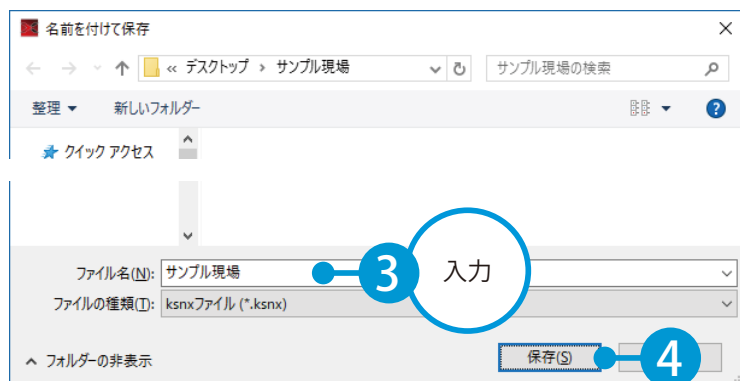 名前を付けて保存
« デスクトップ › サンプル現場
サンプル現場の検索
整理
新しいフォルダー
クイック アクセス
ファイル名(N): サンプル現場
3
入力
ファイルの種類(T): ksnxファイル (*.ksnx)
フォルダーの非表示
保存(S)
4